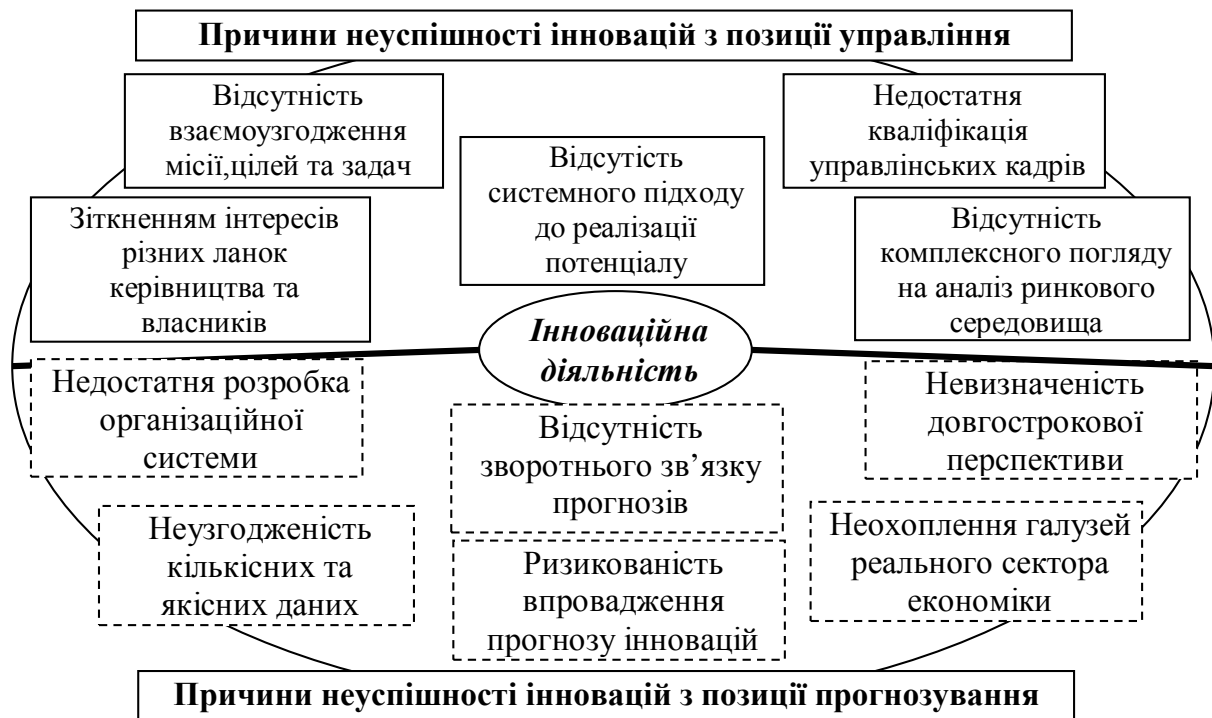 Причини неуспішності інновацій з позиції управління
Відсутність
взаємоузгодження
місії,цілей та задач
Недостатня
кваліфікація
управлінських кадрів
Відсутість
системного підходу
до реалізації
потенціалу
Зіткненням інтересів
різних ланок
керівництва та
власників
Відсутність
комплексного погляду
на аналіз ринкового
середовища
Інноваційна
діяльність
Недостатня розробка
організаційної
системи
Відсутність
зворотнього зв’язку
прогнозів
Невизначеність
довгострокової
перспективи
Неузгодженість
кількісних та
якісних даних
Ризикованість
впровадження
прогнозу інновацій
Неохоплення галузей
реального сектора
економіки
Причини неуспішності інновацій з позиції прогнозування